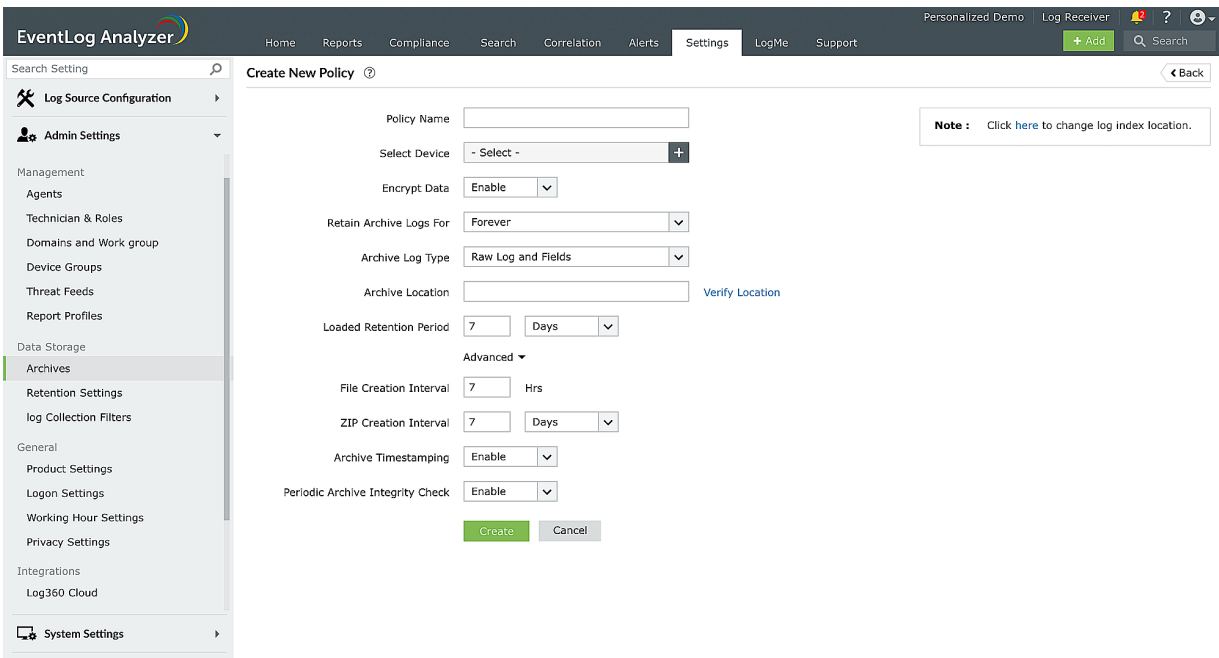 EventLog Analyzer
Personalized Demo Log Receiver 2 ?
Home Reports Compliance Search Correlation Alerts Settings LogMe Support
+ Add Search
Search Setting
Log Source Configuration
Admin Settings
Management
Agents
Technician & Roles
Domains and Work group
Device Groups
Threat Feeds
Report Profiles
Data Storage
Archives
Retention Settings
log Collection Filters
General
Product Settings
Logon Settings
Working Hour Settings
Privacy Settings
Integrations
Log360 Cloud
System Settings
Create New Policy ?
Back
Policy Name
Select Device - Select - +
Encrypt Data Enable
Retain Archive Logs For Forever
Archive Log Type Raw Log and Fields
Archive Location Verify Location
Loaded Retention Period 7 Days
Advanced
File Creation Interval 7 Hrs
ZIP Creation Interval 7 Days
Archive Timestamping Enable
Periodic Archive Integrity Check Enable
Create Cancel
Note : Click here to change log index location.